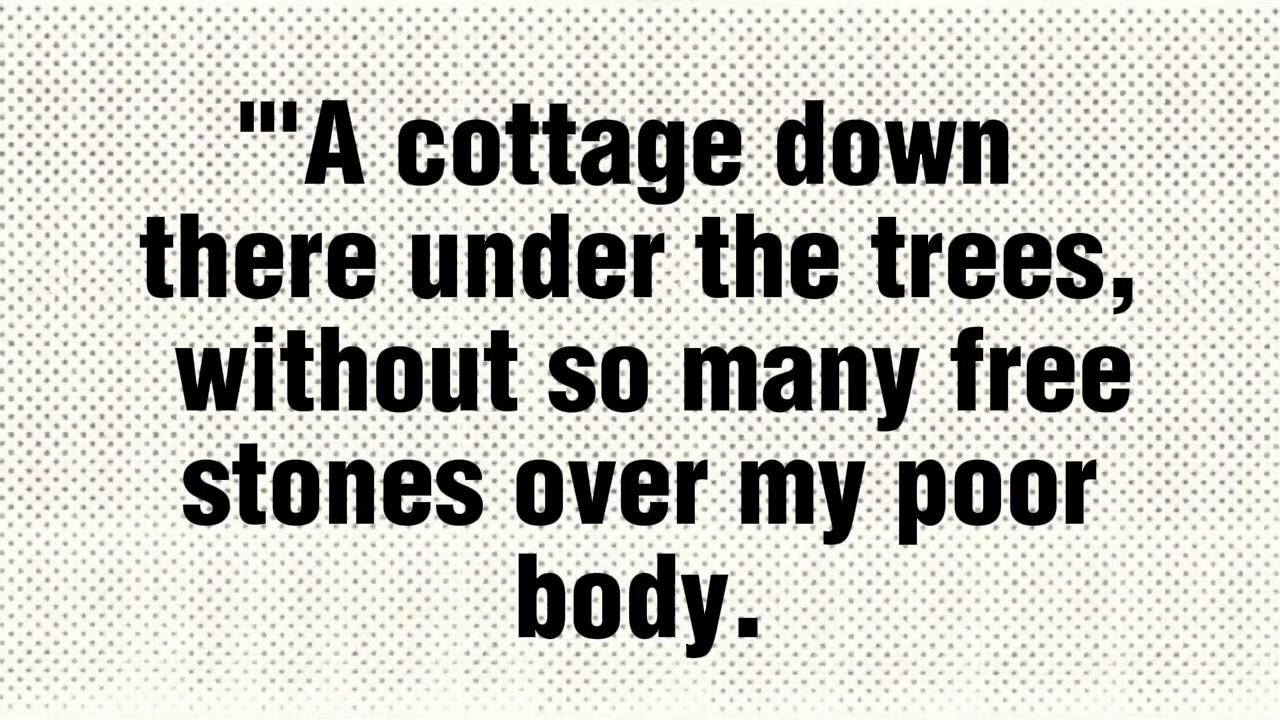 "'A cottage down
there under the trees,
without so many free
stones over my poor
body.